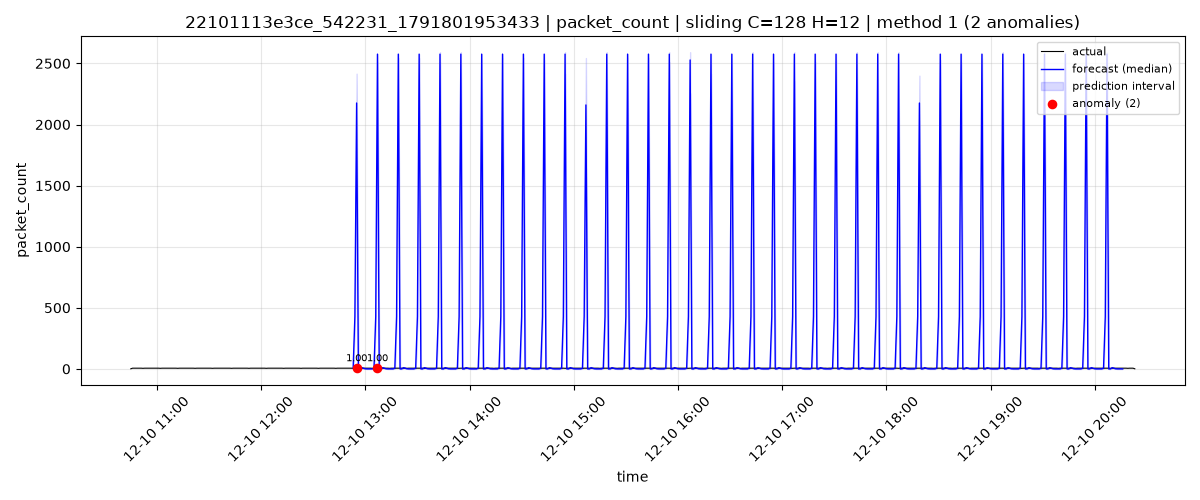 22101113e3ce_542231_1791801953433 | packet_count | sliding C=128 H=12 | method 1 (2 anomalies)
packet_count
2500
2000
1500
1000
500
0
actual
forecast (median)
prediction interval
anomaly (2)
1.00
1.00
12-10 11:00
12-10 12:00
12-10 13:00
12-10 14:00
12-10 15:00
12-10 16:00
12-10 17:00
12-10 18:00
12-10 19:00
12-10 20:00
time